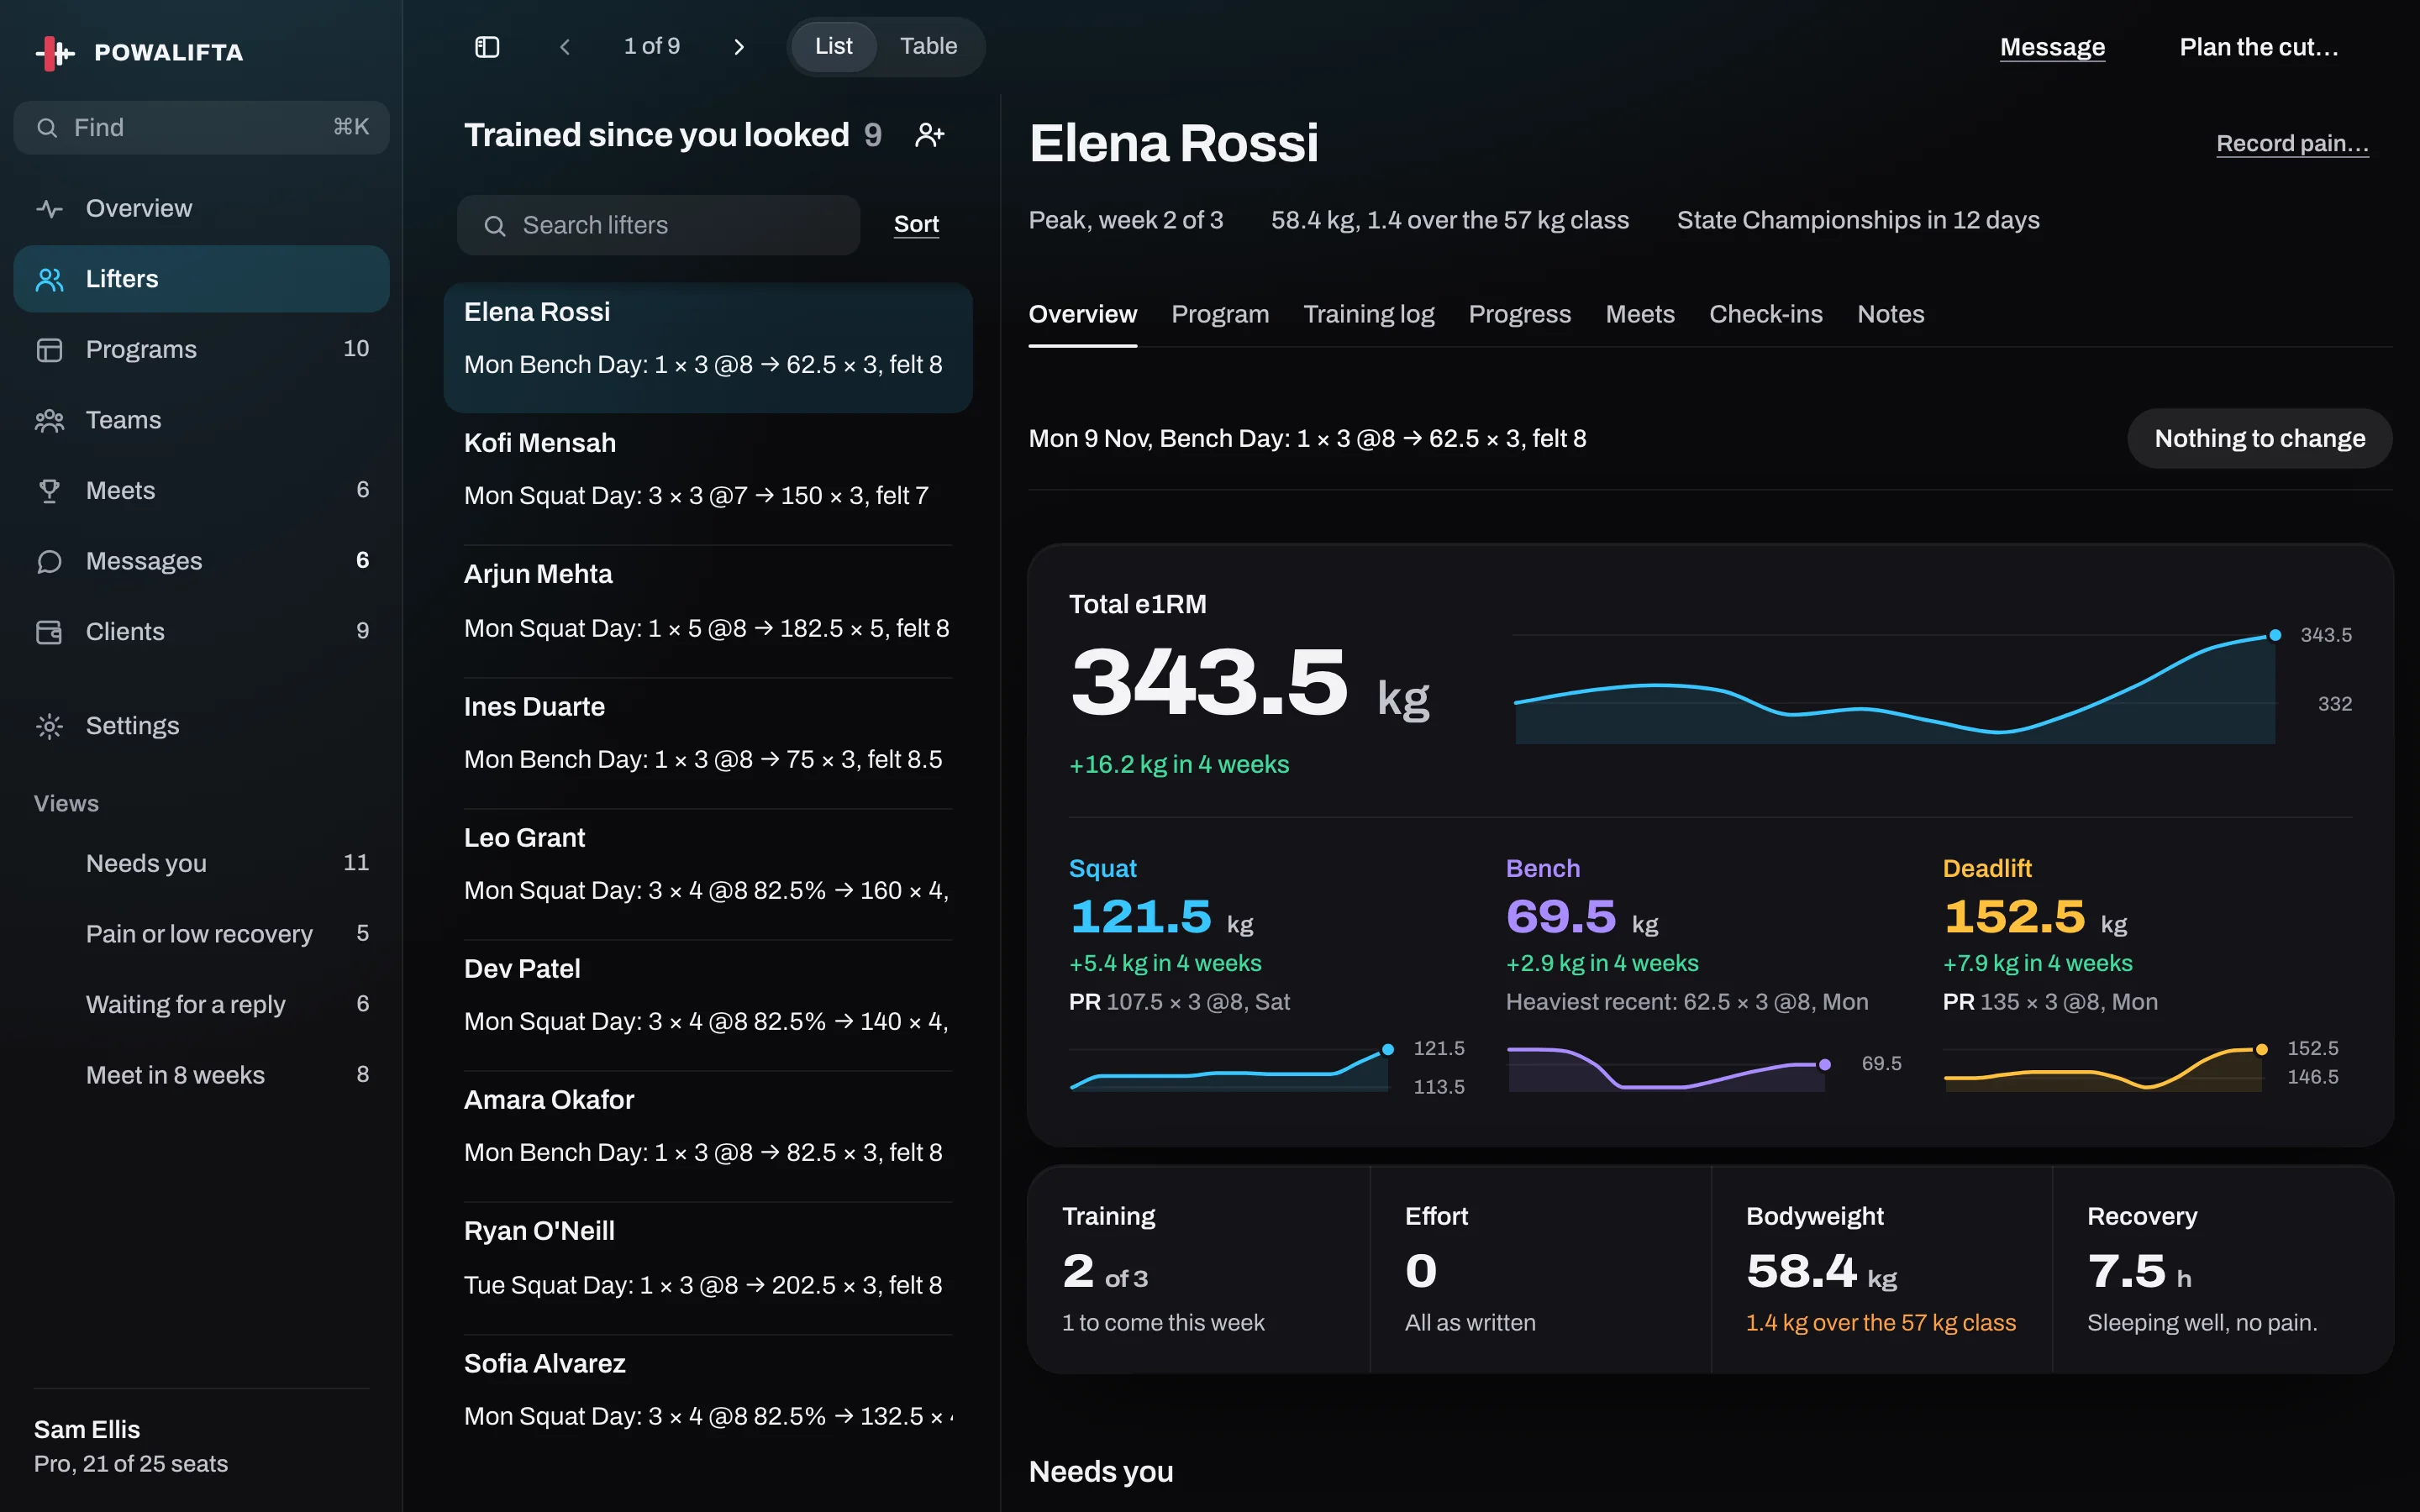 POWALIFTA
Find ⌘K
Overview
Lifters
Programs 10
Teams
Meets 6
Messages 6
Clients 9
Settings
Views
Needs you 11
Pain or low recovery 5
Waiting for a reply 6
Meet in 8 weeks 8
Sam Ellis
Pro, 21 of 25 seats
1 of 9
List Table
Message Plan the cut…
Trained since you looked 9
Search lifters Sort
Elena Rossi
Mon Bench Day: 1 × 3 @8 → 62.5 × 3, felt 8
Kofi Mensah
Mon Squat Day: 3 × 3 @7 → 150 × 3, felt 7
Arjun Mehta
Mon Squat Day: 1 × 5 @8 → 182.5 × 5, felt 8
Ines Duarte
Mon Bench Day: 1 × 3 @8 → 75 × 3, felt 8.5
Leo Grant
Mon Squat Day: 3 × 4 @8 82.5% → 160 × 4,
Dev Patel
Mon Squat Day: 3 × 4 @8 82.5% → 140 × 4,
Amara Okafor
Mon Bench Day: 1 × 3 @8 → 82.5 × 3, felt 8
Ryan O'Neill
Tue Squat Day: 1 × 3 @8 → 202.5 × 3, felt 8
Sofia Alvarez
Mon Squat Day: 3 × 4 @8 82.5% → 132.5 ×
Elena Rossi
Record pain…
Peak, week 2 of 3 58.4 kg, 1.4 over the 57 kg class State Championships in 12 days
Overview Program Training log Progress Meets Check-ins Notes
Mon 9 Nov, Bench Day: 1 × 3 @8 → 62.5 × 3, felt 8
Nothing to change
Total e1RM
343.5 kg
+16.2 kg in 4 weeks
343.5
332
Squat
121.5 kg
+5.4 kg in 4 weeks
PR 107.5 × 3 @8, Sat
121.5
113.5
Bench
69.5 kg
+2.9 kg in 4 weeks
Heaviest recent: 62.5 × 3 @8, Mon
69.5
Deadlift
152.5 kg
+7.9 kg in 4 weeks
PR 135 × 3 @8, Mon
152.5
146.5
Training
2 of 3
1 to come this week
Effort
0
All as written
Bodyweight
58.4 kg
1.4 kg over the 57 kg class
Recovery
7.5 h
Sleeping well, no pain.
Needs you